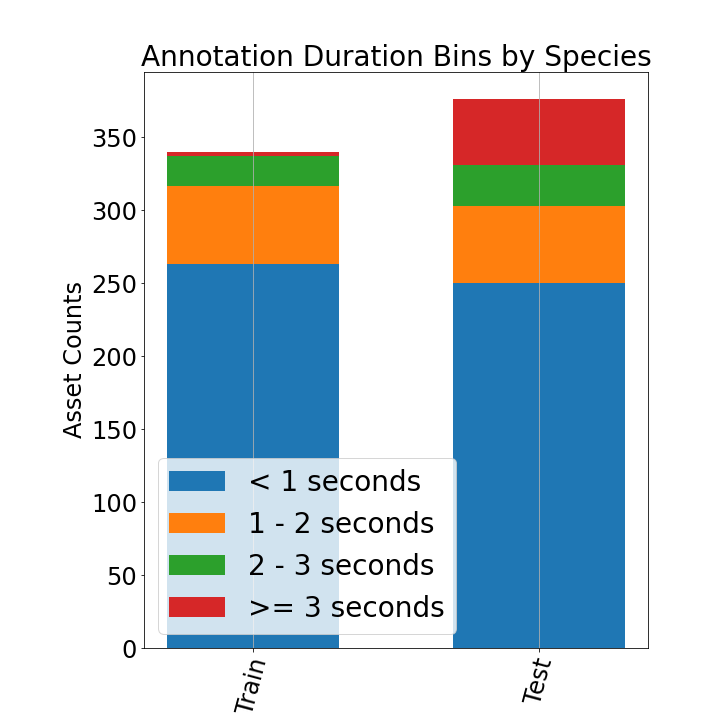 Annotation Duration Bins by Species
Asset Counts
350
300
250
200
150
100
50
0
< 1 seconds
1 - 2 seconds
2 - 3 seconds
>= 3 seconds
Train
Test